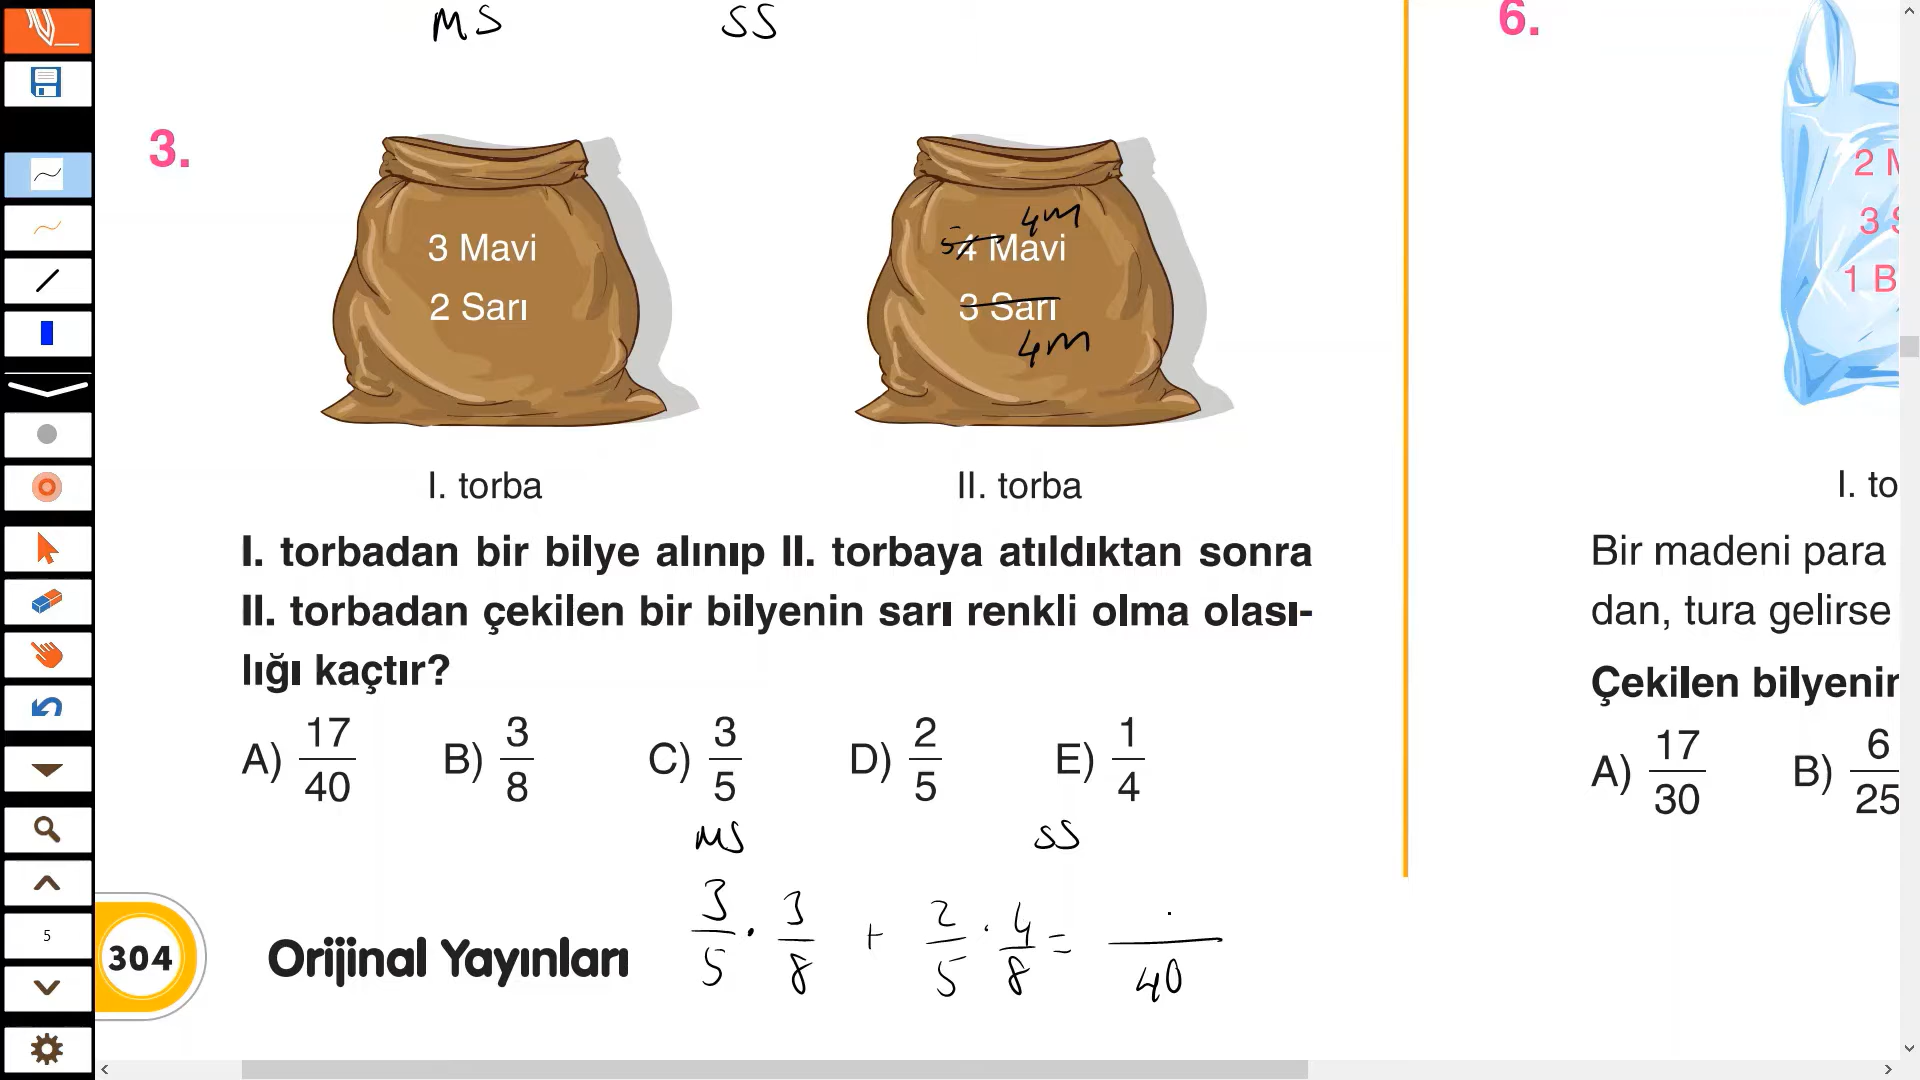 MS SS
6.
3.
3 Mavi
2 Sarı
4M
5
4 Mavi
3 Sarı
4M
2 M
3 S
1 B
I. torba
II. torba
I. to
I. torbadan bir bilye alınıp II. torbaya atıldıktan sonra
II. torbadan çekilen bir bilyenin sarı renkli olma olası-
lığı kaçtır?
A) 17/40 B) 3/8 C) 3/5 D) 2/5 E) 1/4
Bir madeni para
dan, tura gelirse
Çekilen bilyenin
A) 17/30 B) 6/25
MS SS
3/5 · 3/8 + 2/5 · 4/8 = /40
5
304
Orijinal Yayınları